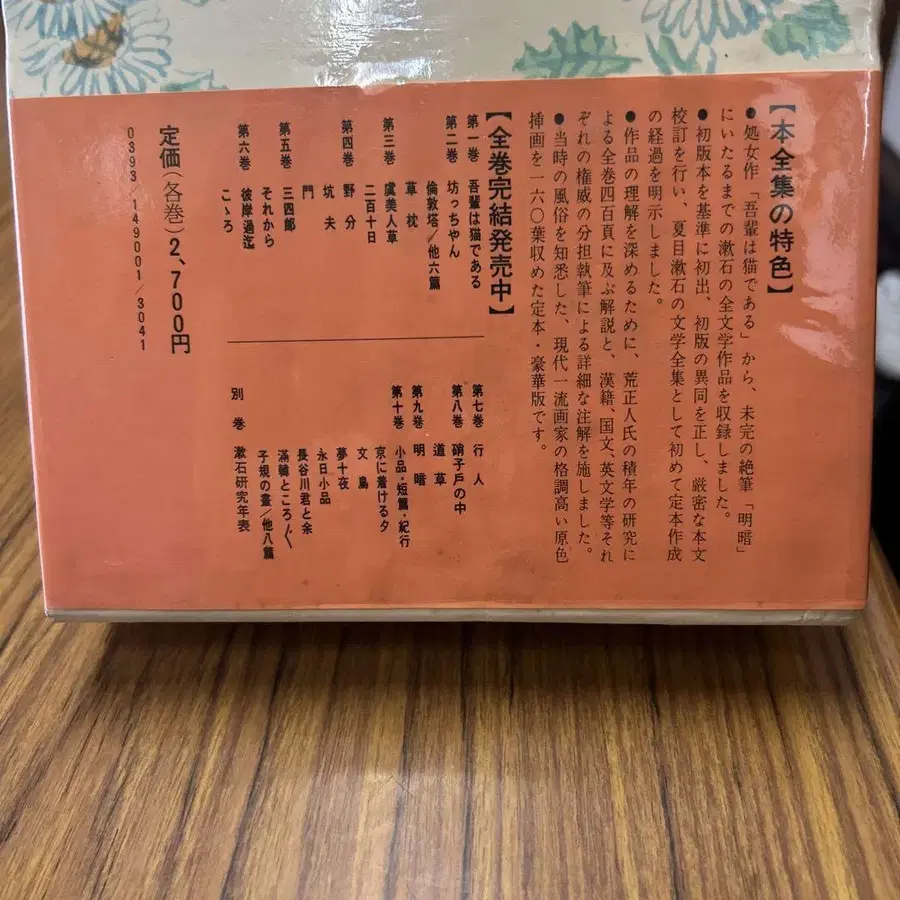 【本全集の特色】
●処女作「吾輩は猫である」から、未完の絶筆「明暗」
にいたるまでの漱石の全文学作品を収録しました。
●初版本を基準に初出、初版の異同を正し、厳密な本文
校訂を行い、夏目漱石の文学全集として初めて定本作成
の経過を明示しました。
●作品の理解を深めるために、荒正人氏の積年の研究に
よる全巻四百頁に及ぶ解説と、漢籍、国文、英文学等それ
ぞれの権威の分担執筆による詳細な注解を施しました。
●当時の風俗を知悉した、現代一流画家の格調高い原色
挿画を一六〇葉収めた定本・豪華版です。
【全巻完結発売中】
第一巻 吾輩は猫である
第二巻 坊っちゃん
倫敦塔/他六篇
草枕
第三巻 虞美人草
二百十日
第四巻 野分
坑夫
門
第五巻 三四郎
それから
第六巻 彼岸過迄
こゝろ
第七巻 行人
第八巻 硝子戸の中
道草
第九巻 明暗
第十巻 小品・短篇・紀行
京に着ける夕
文鳥
夢十夜
永日小品
長谷川君と余
満韓ところ〴〵
子規の畫/他八篇
別巻 漱石研究年表
定価(各巻)2,700円
0393/149001/3041